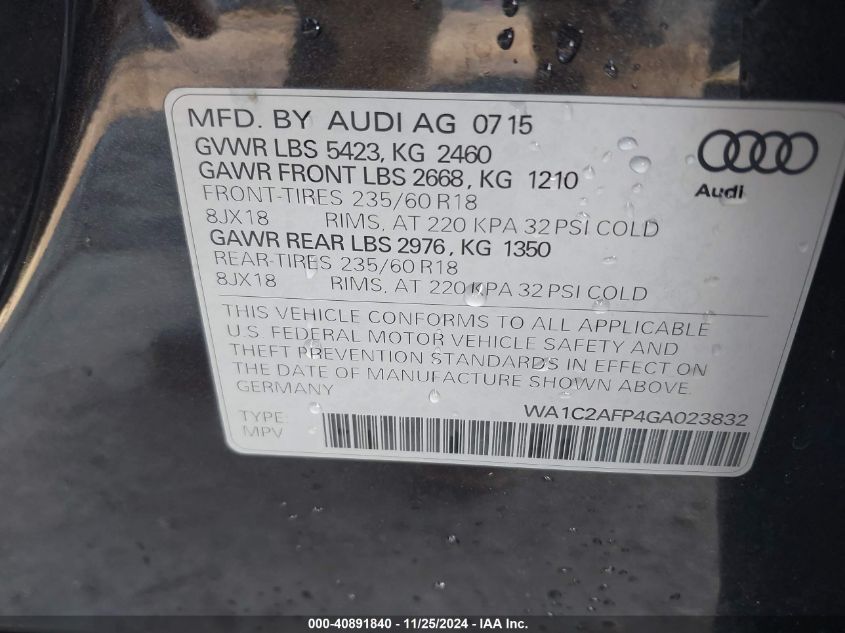 MFD. BY AUDI AG 0715
GVWR LBS 5423, KG 2460
GAWR FRONT LBS 2668, KG 1210
FRONT-TIRES 235/60 R18
8JX18 RIMS, AT 220 KPA 32 PSI COLD
GAWR REAR LBS 2976, KG 1350
REAR-TIRES 235/60 R18
8JX18 RIMS, AT 220 KPA 32 PSI COLD
Audi
THIS VEHICLE CONFORMS TO ALL APPLICABLE
U.S. FEDERAL MOTOR VEHICLE SAFETY AND
THEFT PREVENTION STANDARDS IN EFFECT ON
THE DATE OF MANUFACTURE SHOWN ABOVE.
GERMANY
WA1C2AFP4GA023832
TYPE:
MPV
000-40891840 - 11/25/2024 - IAA Inc.